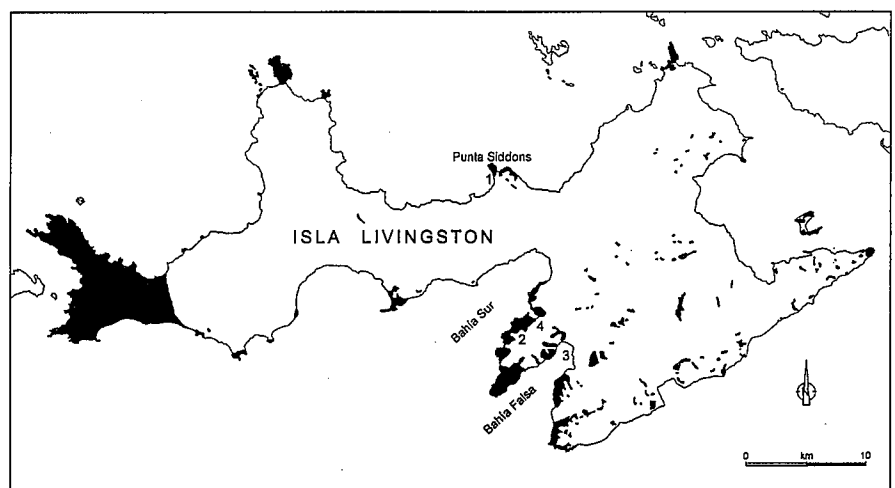 Punta Siddons
1
ISLA LIVINGSTON
Bahía Sur
4
2
3
Bahía Falsa
N
0 km 10